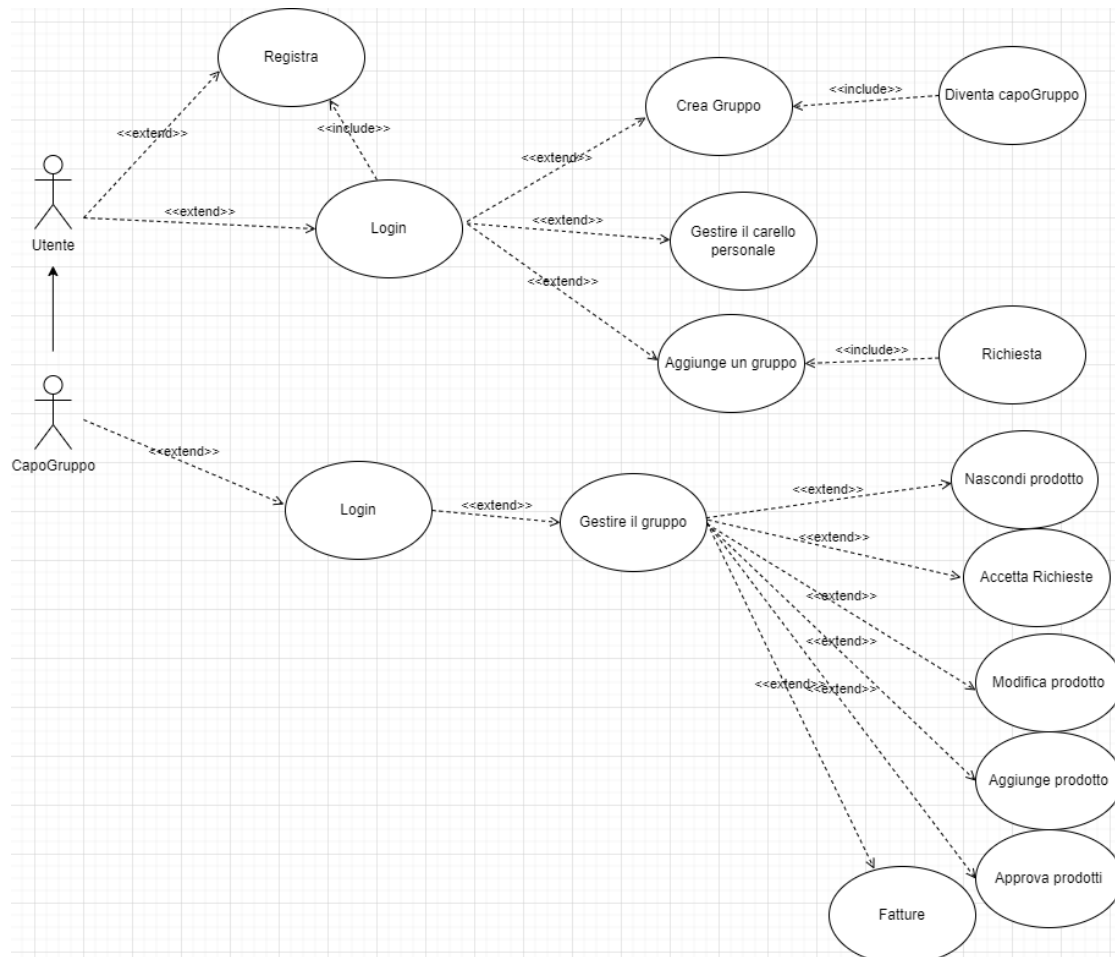 Registra
<<extend>>
<<include>>
Utente
<<extend>>
Login
<<extend>>
Crea Gruppo
<<include>>
Diventa capoGruppo
<<extend>>
Gestire il carello
personale
<<extend>>
Aggiunge un gruppo
<<include>>
Richiesta
CapoGruppo
<<extend>>
Login
<<extend>>
Gestire il gruppo
<<extend>>
Nascondi prodotto
<<extend>>
Accetta Richieste
<<extend>>
Modifica prodotto
<<extend>>
Aggiunge prodotto
<<extend>>
<<extend>>
Approva prodotti
Fatture